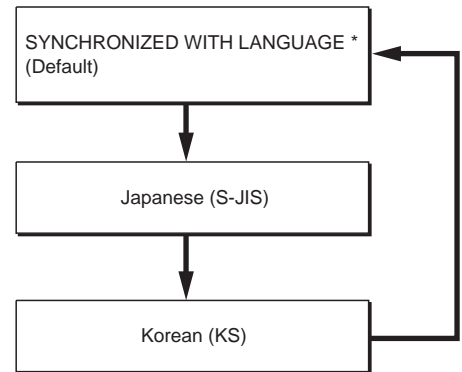 SYNCHRONIZED WITH LANGUAGE *
(Default)
Japanese (S-JIS)
Korean (KS)